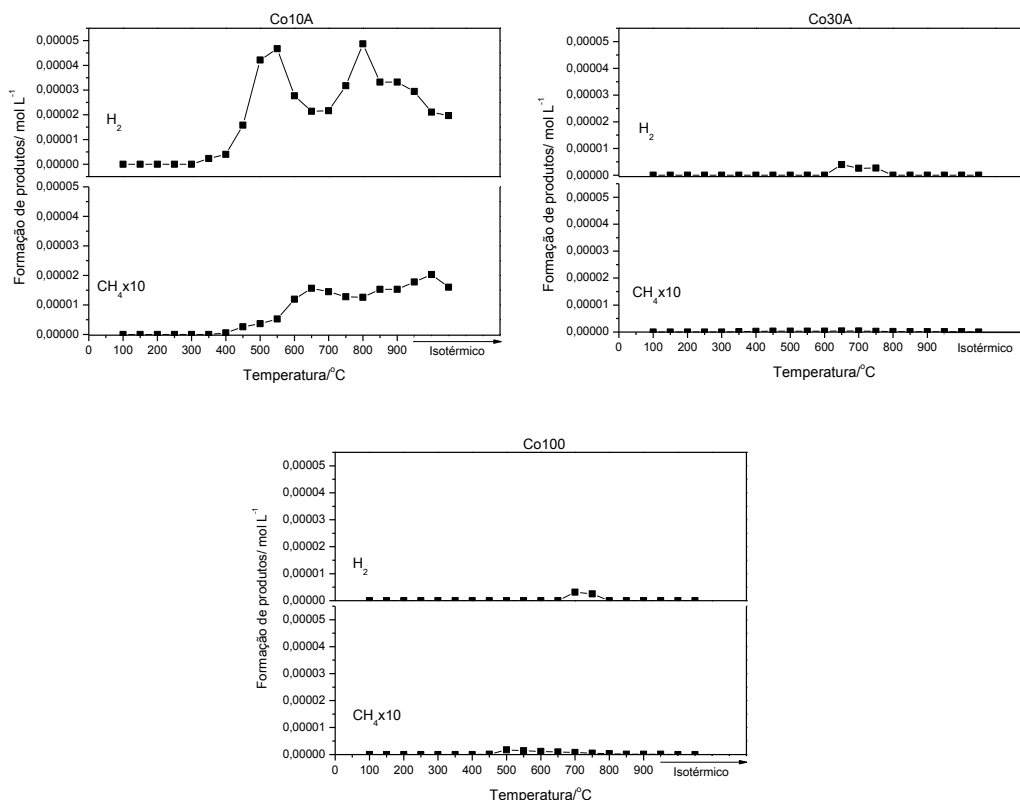 Co10A
Formação de produtos/ mol L⁻¹
0,00005
0,00004
0,00003
0,00002
0,00001
0,00000
H₂
0,00005
0,00004
0,00003
0,00002
0,00001
0,00000
CH₄x10
0 100 200 300 400 500 600 700 800 900
Isotérmico
Temperatura/°C
Co30A
Formação de produtos/ mol L⁻¹
0,00005
0,00004
0,00003
0,00002
0,00001
0,00000
H₂
0,00005
0,00004
0,00003
0,00002
0,00001
0,00000
CH₄x10
0 100 200 300 400 500 600 700 800 900 Isotérmico
Temperatura/°C
Co100
Formação de produtos/ mol L⁻¹
0,00005
0,00004
0,00003
0,00002
0,00001
0,00000
H₂
0,00005
0,00004
0,00003
0,00002
0,00001
0,00000
CH₄x10
0 100 200 300 400 500 600 700 800 900
Isotérmico
Temperatura/°C